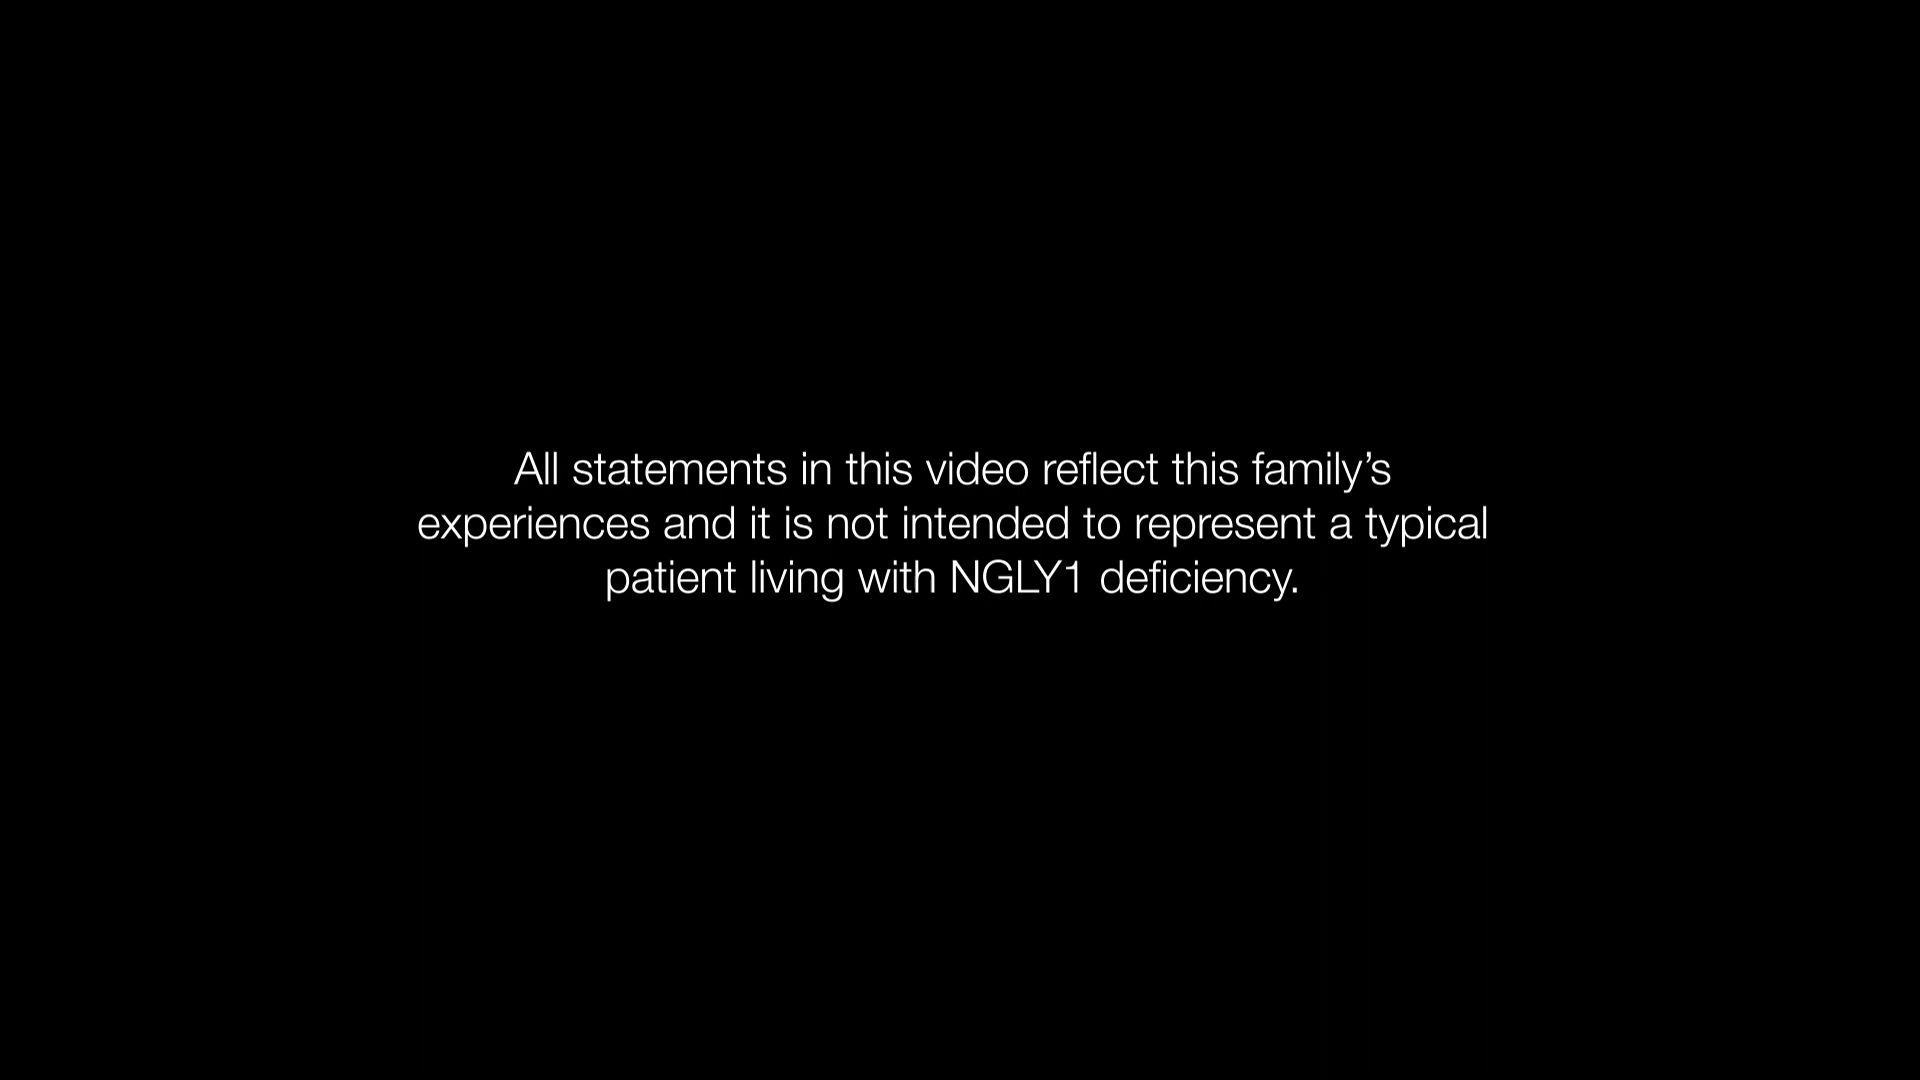 All statements in this video reflect this family’s
experiences and it is not intended to represent a typical
patient living with NGLY1 deficiency.